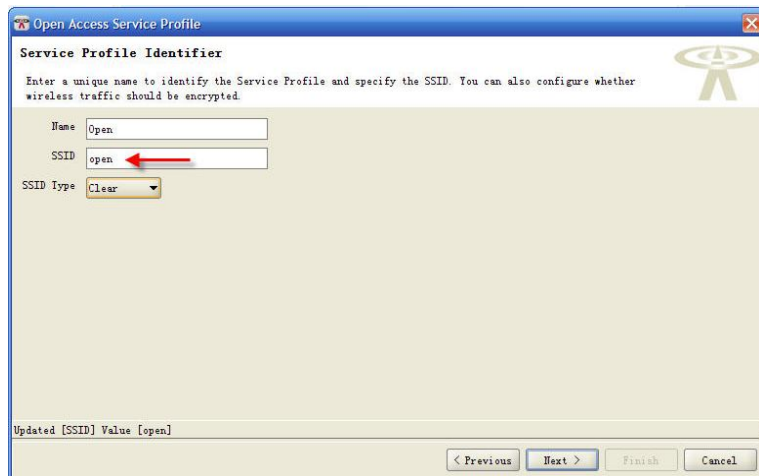 Open Access Service Profile
Service Profile Identifier
Enter a unique name to identify the Service Profile and specify the SSID. You can also configure whether
wireless traffic should be encrypted.
Name Open
SSID open
SSID Type Clear
Updated [SSID] Value [open]
< Previous Next > Finish Cancel